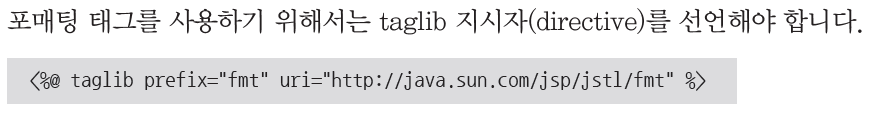 포매팅 태그를 사용하기 위해서는 taglib 지시자(directive)를 선언해야 합니다.
<%@ taglib prefix="fmt" uri="http://java.sun.com/jsp/jstl/fmt" %>